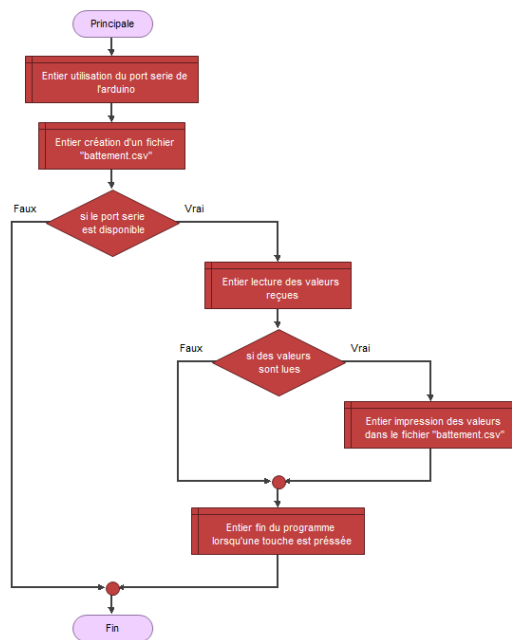 Principale
Entier utilisation du port serie de
l'arduino
Entier création d'un fichier
"battement.csv"
Faux
Vrai
si le port serie
est disponible
Entier lecture des valeurs
reçues
Faux
Vrai
si des valeurs
sont lues
Entier impression des valeurs
dans le fichier "battement.csv"
Entier fin du programme
lorsqu'une touche est préssée
Fin